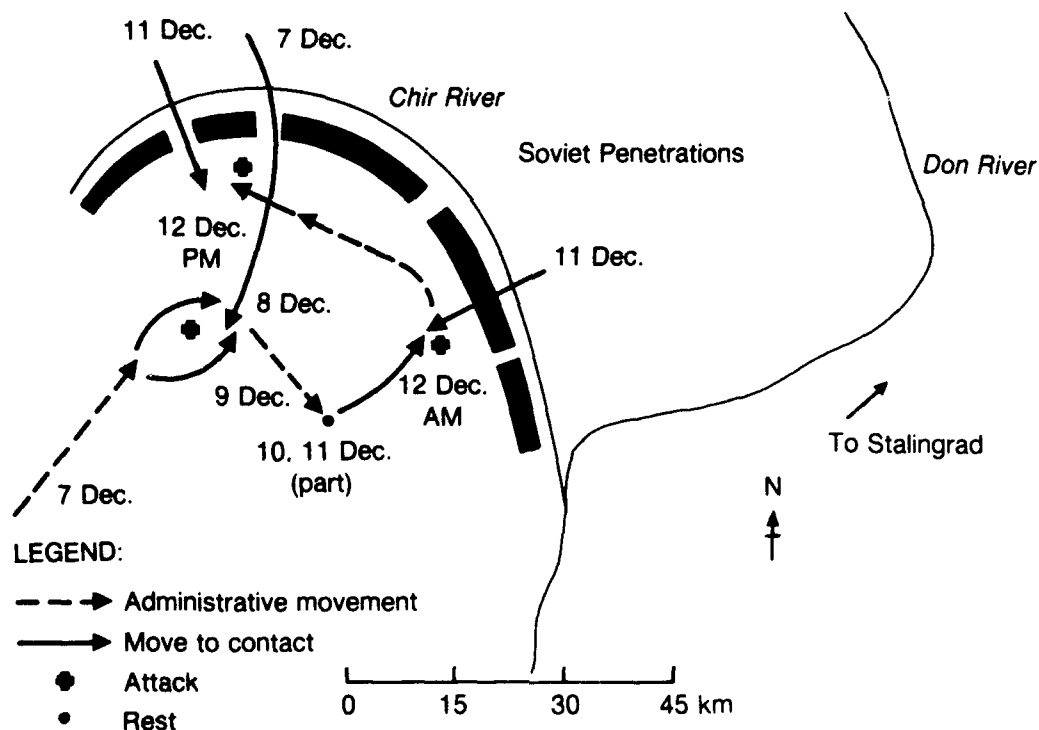 11 Dec.
7 Dec.
Chir River
Soviet Penetrations
Don River
12 Dec.
PM
11 Dec.
8 Dec.
9 Dec.
12 Dec.
AM
10, 11 Dec.
(part)
To Stalingrad
7 Dec.
N
LEGEND:
Administrative movement
Move to contact
Attack
Rest
0 15 30 45 km